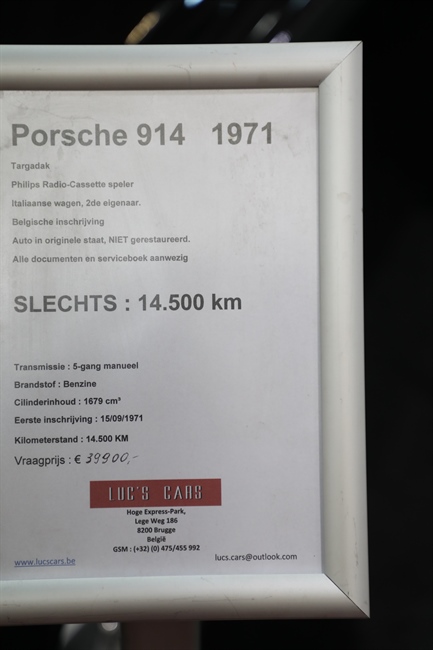 Porsche 914 1971
Targadak
Philips Radio-Cassette speler
Italiaanse wagen, 2de eigenaar.
Belgische inschrijving
Auto in originele staat, NIET gerestaureerd.
Alle documenten en serviceboek aanwezig
SLECHTS : 14.500 km
Transmissie : 5-gang manueel
Brandstof : Benzine
Cilinderinhoud : 1679 cm³
Eerste inschrijving : 15/09/1971
Kilometerstand : 14.500 KM
Vraagprijs : € 39900,-
LUC'S CARS
Hoge Express-Park,
Lege Weg 186
8200 Brugge
België
GSM : (+32) (0) 475/455 992
www.lucscars.be lucs.cars@outlook.com